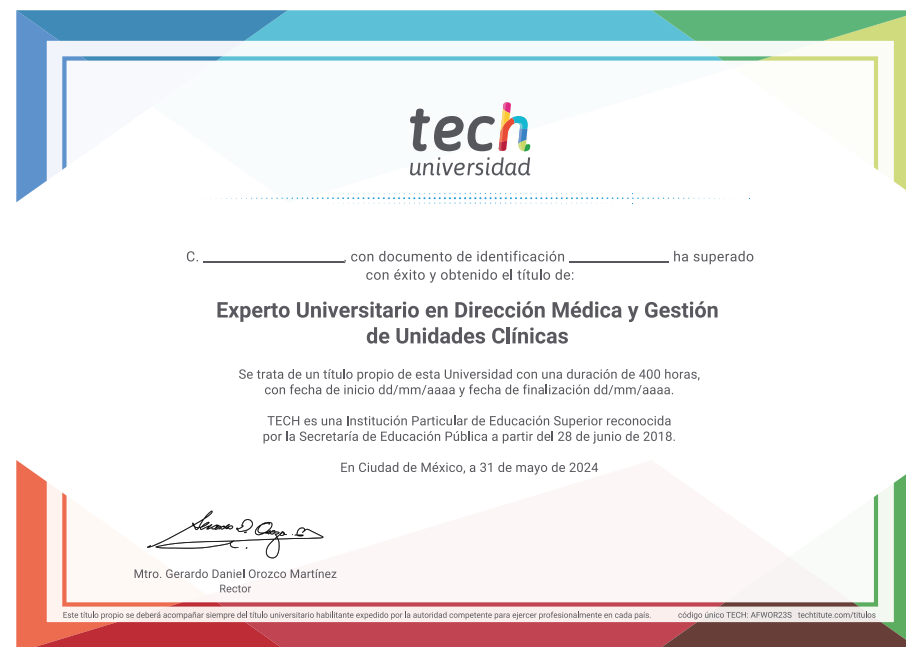 tech
universidad
C. ____________, con documento de identificación ____________ ha superado
con éxito y obtenido el título de:
Experto Universitario en Dirección Médica y Gestión
de Unidades Clínicas
Se trata de un título propio de esta Universidad con una duración de 400 horas,
con fecha de inicio dd/mm/aaaa y fecha de finalización dd/mm/aaaa.
TECH es una Institución Particular de Educación Superior reconocida
por la Secretaría de Educación Pública a partir del 28 de junio de 2018.
En Ciudad de México, a 31 de mayo de 2024
Mtro. Gerardo Daniel Orozco Martínez
Rector
Este título propio se deberá acompañar siempre del título universitario habilitante expedido por la autoridad competente para ejercer profesionalmente en cada país. código único TECH: AFWOR23S techtitute.com/titulos